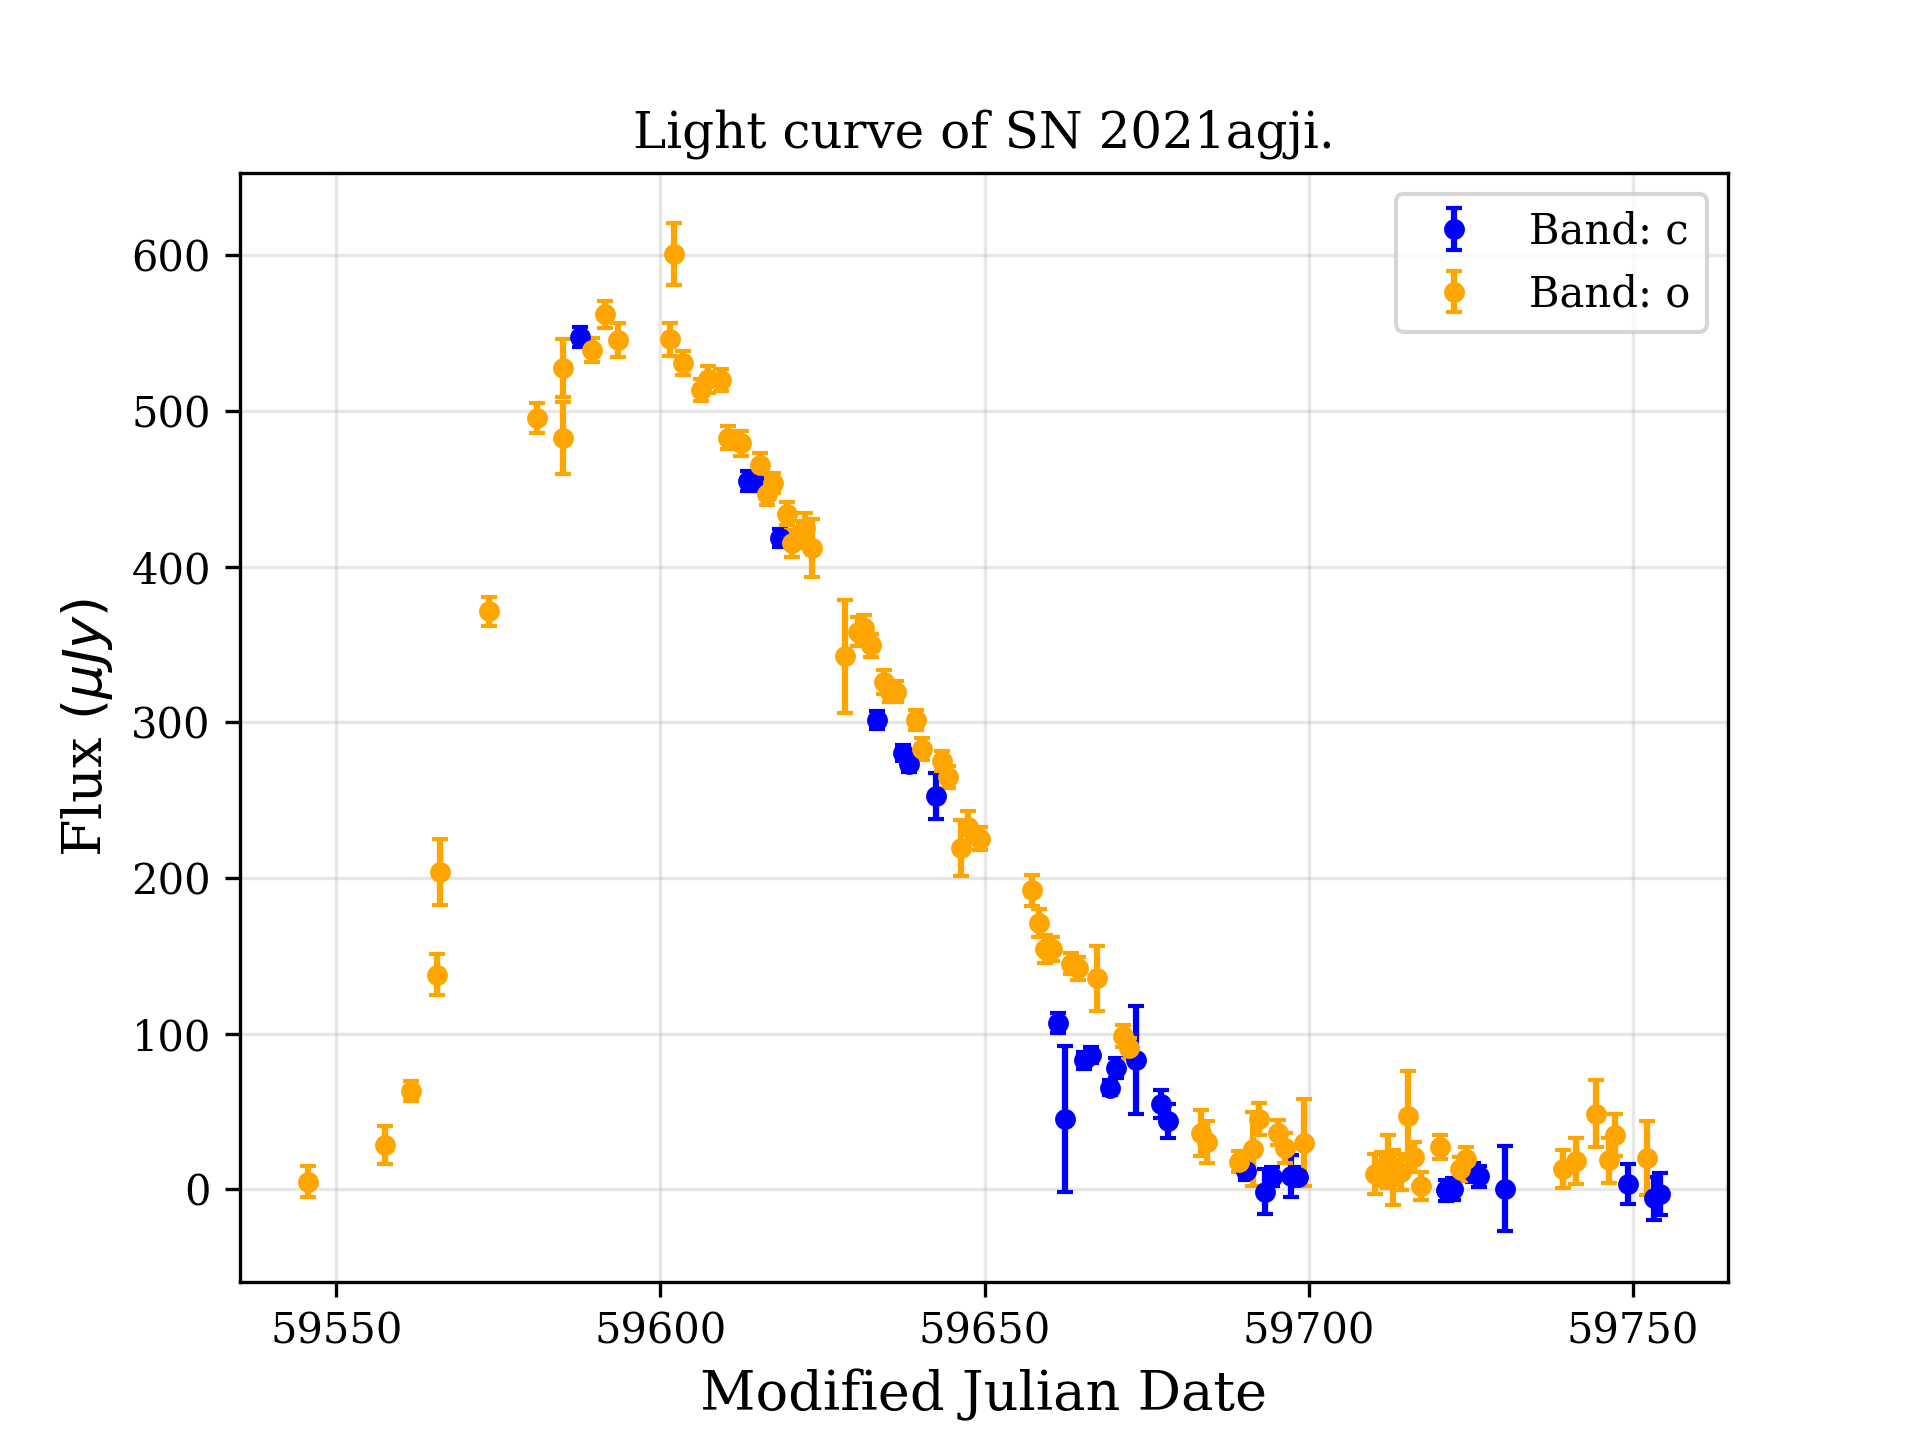 Light curve of SN 2021agji.
Band: c
Band: o
600
500
400
300
200
100
0
Flux (μJy)
59550 59600 59650 59700 59750
Modified Julian Date